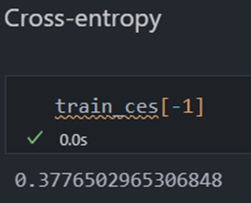 Cross-entropy
train_ces[-1]
0.0s
0.3776502965306848